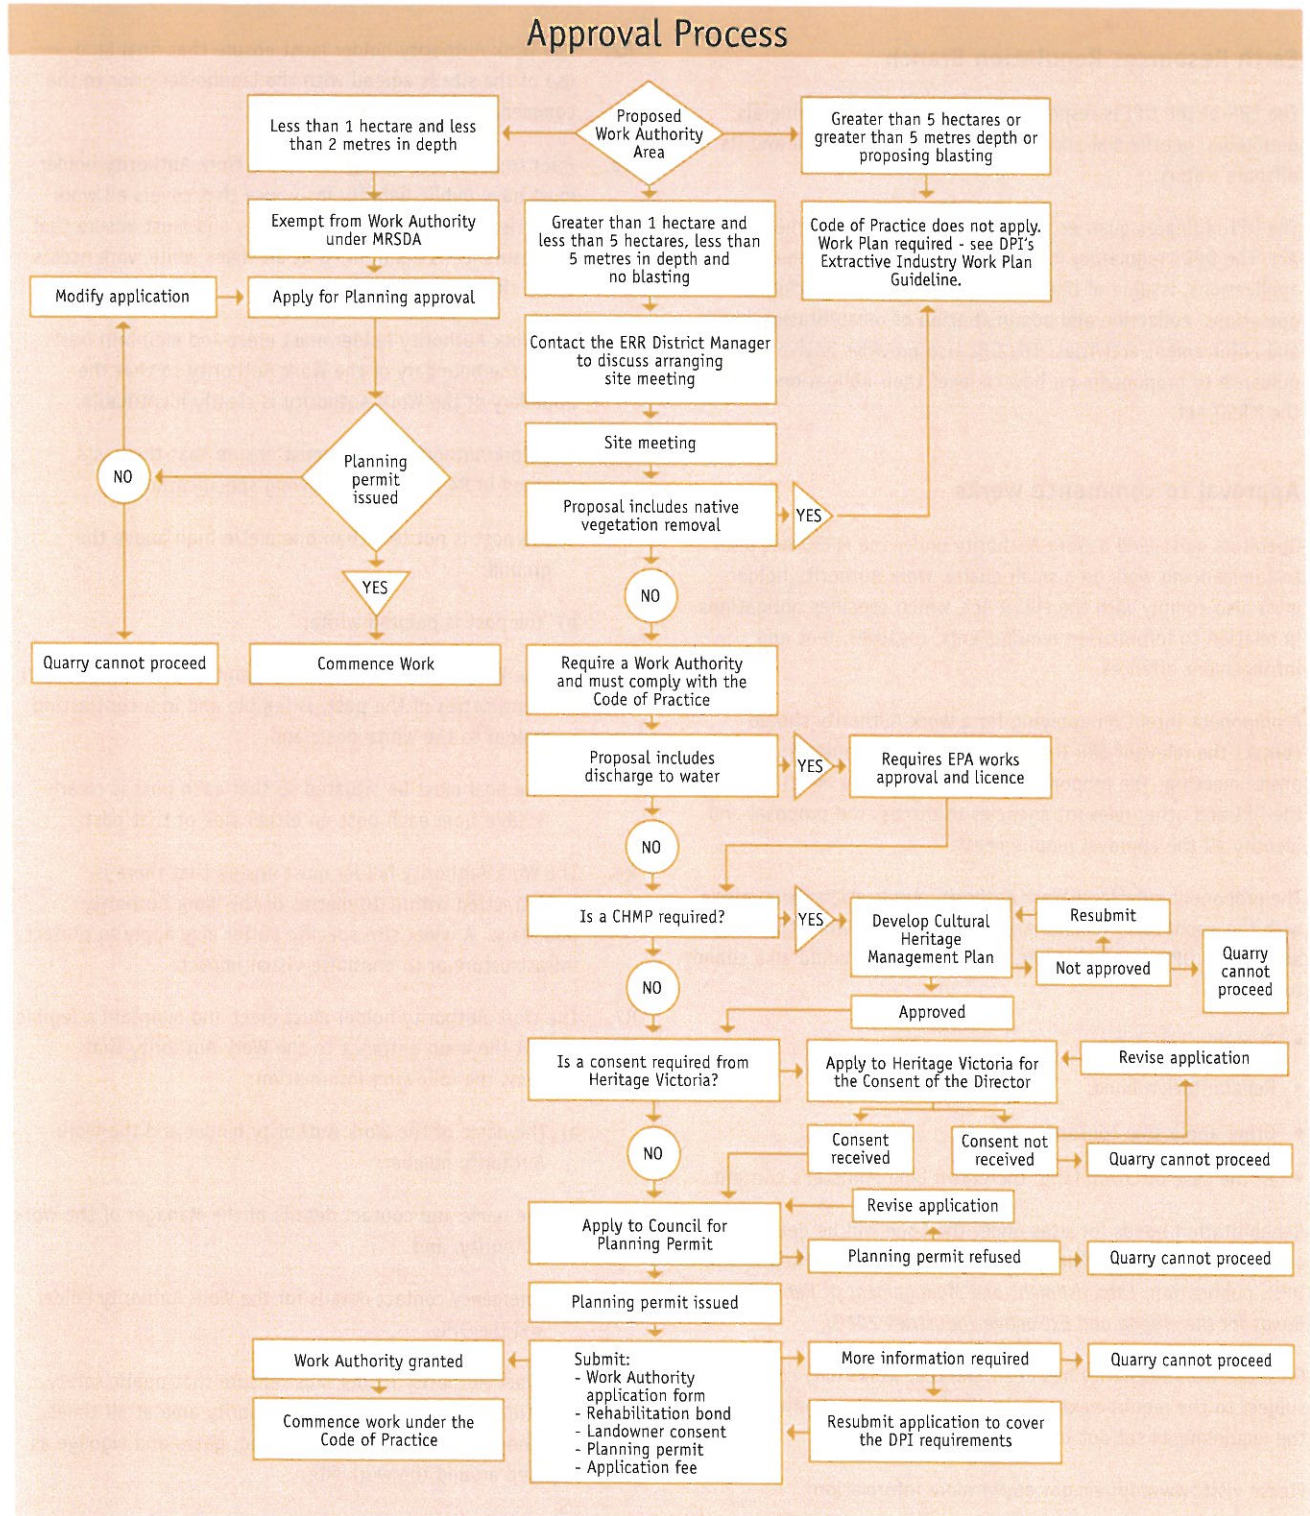 Approval Process
Proposed
Work Authority
Area
Less than 1 hectare and less
than 2 metres in depth
Greater than 5 hectares or
greater than 5 metres depth or
proposing blasting
Exempt from Work Authority
under MRSDA
Greater than 1 hectare and
less than 5 hectares, less than
5 metres in depth and
no blasting
Code of Practice does not apply.
Work Plan required - see DPI's
Extractive Industry Work Plan
Guideline.
Modify application
Apply for Planning approval
Contact the ERR District Manager
to discuss arranging
site meeting
Site meeting
NO
Planning
permit
issued
Proposal includes native
vegetation removal
YES
YES
NO
Quarry cannot proceed
Commence Work
Require a Work Authority
and must comply with the
Code of Practice
Proposal includes
discharge to water
YES
Requires EPA works
approval and licence
NO
Is a CHMP required?
YES
Develop Cultural
Heritage
Management Plan
Resubmit
Not approved
Quarry
cannot
proceed
NO
Approved
Is a consent required from
Heritage Victoria?
Apply to Heritage Victoria for
the Consent of the Director
Revise application
NO
Consent
received
Consent not
received
Quarry cannot proceed
Apply to Council for
Planning Permit
Revise application
Planning permit refused
Quarry cannot proceed
Planning permit issued
Work Authority granted
Submit:
- Work Authority
application form
- Rehabilitation bond
- Landowner consent
- Planning permit
- Application fee
More information required
Quarry cannot proceed
Commence work under the
Code of Practice
Resubmit application to cover
the DPI requirements